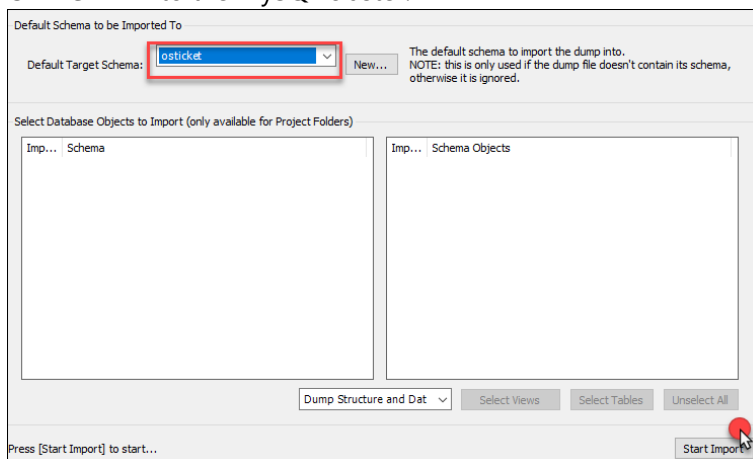 Default Schema to be Imported To
Default Target Schema: osticket New... The default schema to import the dump into.
NOTE: this is only used if the dump file doesn't contain its schema,
otherwise it is ignored.
Select Database Objects to Import (only available for Project Folders)
Imp... Schema Imp... Schema Objects
Dump Structure and Dat Select Views Select Tables Unselect All
Press [Start Import] to start... Start Import